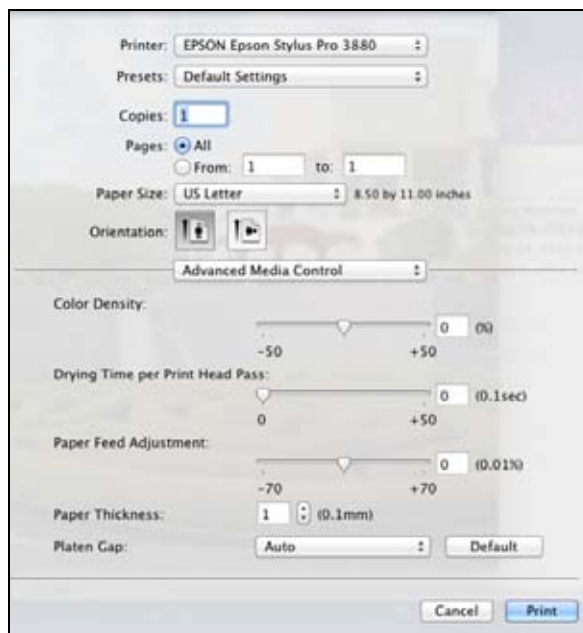 Printer: EPSON Epson Stylus Pro 3880
Presets: Default Settings
Copies: 1
Pages: All
From: 1 to: 1
Paper Size: US Letter 8.50 by 11.00 inches
Orientation:
Advanced Media Control
Color Density:
0 (%)
-50 +50
Drying Time per Print Head Pass:
0 (0.1sec)
0 +50
Paper Feed Adjustment:
0 (0.01%)
-70 +70
Paper Thickness: 1 (0.1mm)
Platen Gap: Auto Default
Cancel Print